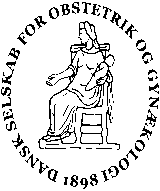 DANSK SELSKAB FOR OBSTETRIK OG GYNÆKOLOGI 1898